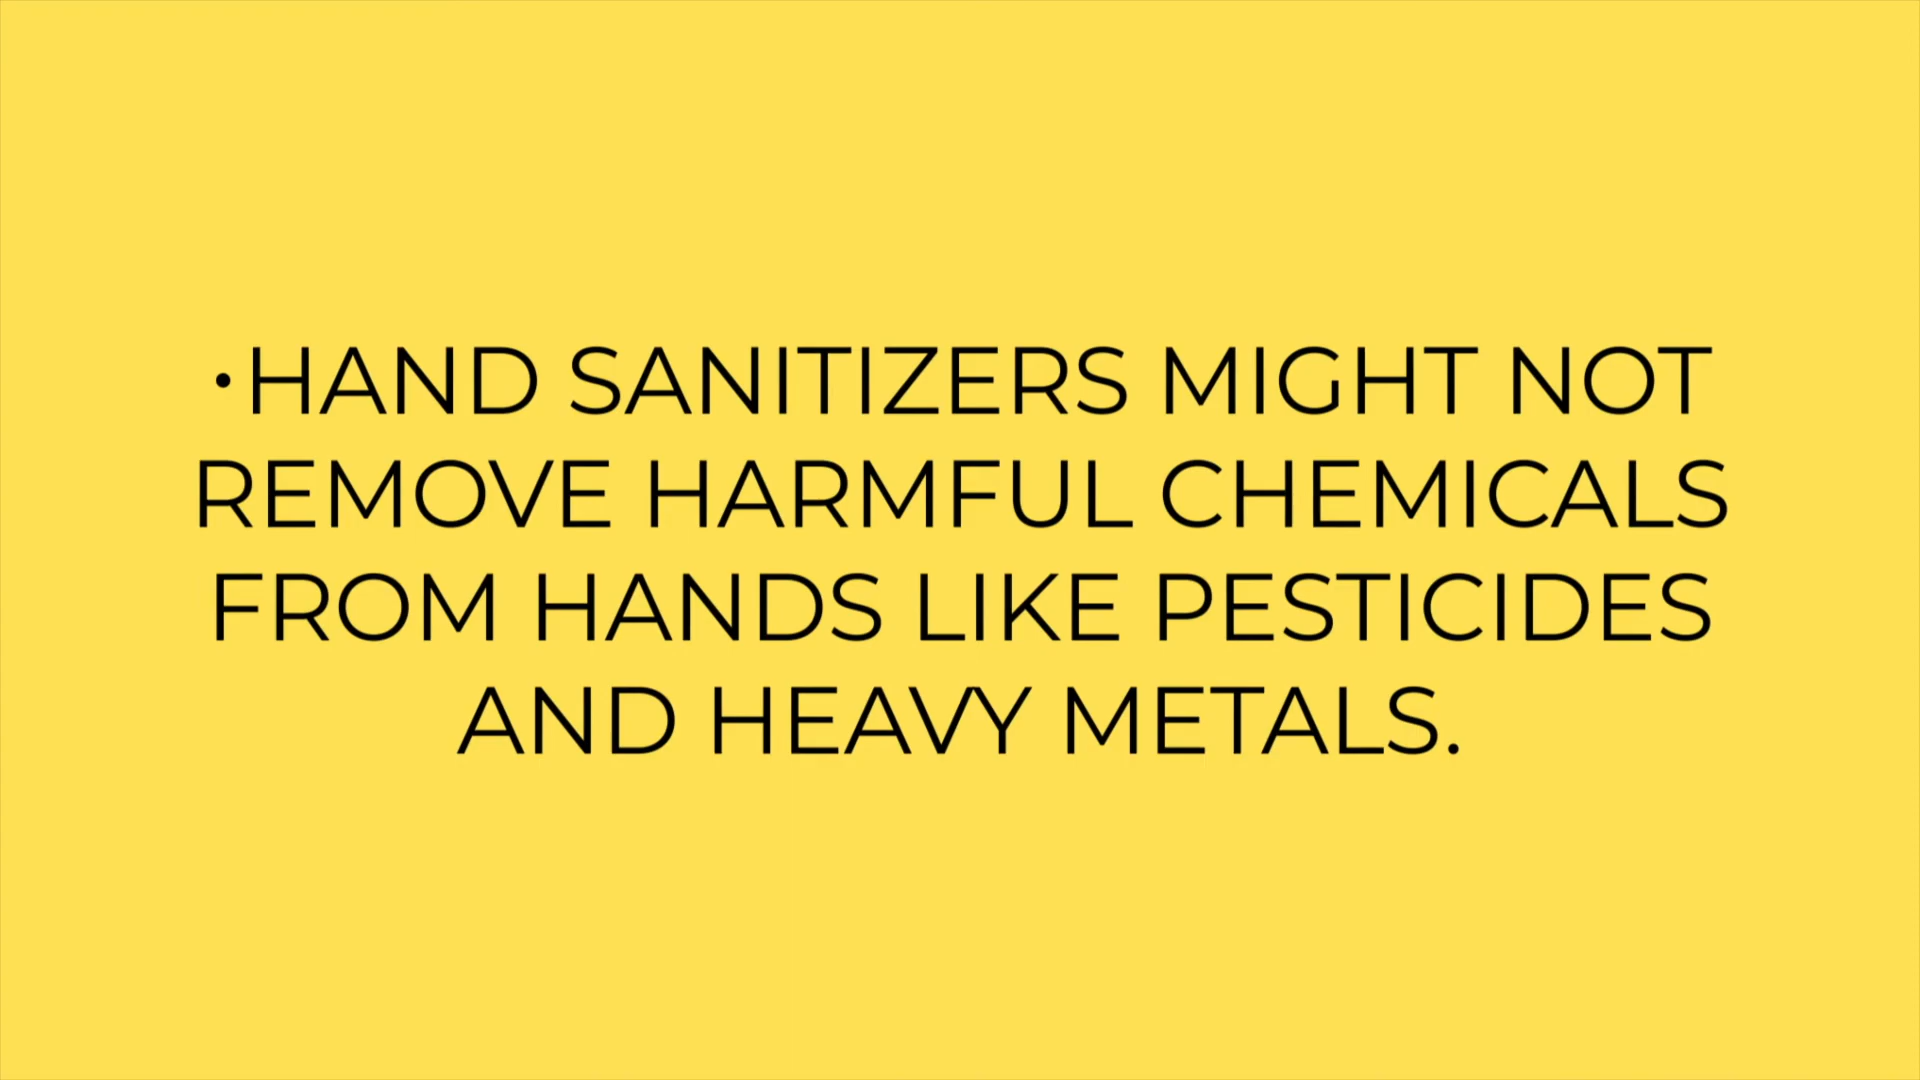 •HAND SANITIZERS MIGHT NOT
REMOVE HARMFUL CHEMICALS
FROM HANDS LIKE PESTICIDES
AND HEAVY METALS.